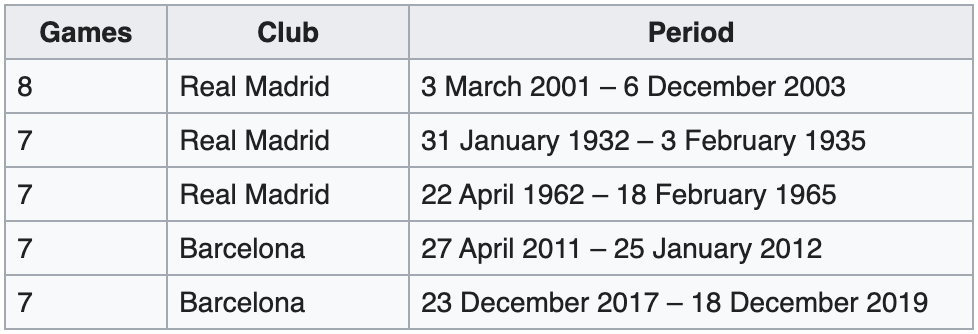 Games Club Period
8 Real Madrid 3 March 2001 – 6 December 2003
7 Real Madrid 31 January 1932 – 3 February 1935
7 Real Madrid 22 April 1962 – 18 February 1965
7 Barcelona 27 April 2011 – 25 January 2012
7 Barcelona 23 December 2017 – 18 December 2019